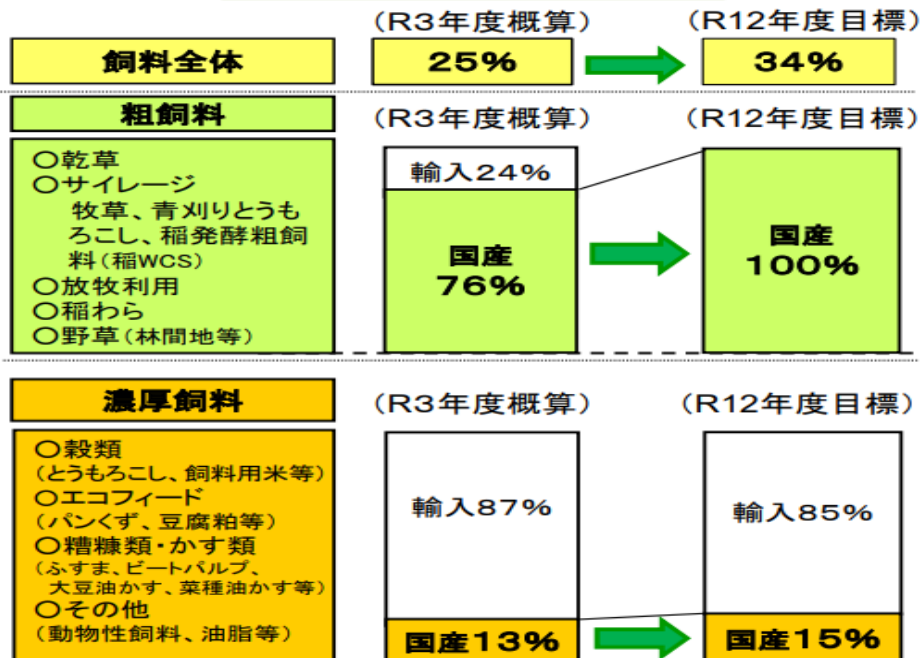 (R3年度概算) (R12年度目標)
飼料全体 25% 34%
粗飼料 (R3年度概算) (R12年度目標)
〇乾草
〇サイレージ
牧草、青刈りとうも
ろこし、稲発酵粗飼
料(稲WCS)
〇放牧利用
〇稲わら
〇野草(林間地等)
輸入24%
国産
76%
国産
100%
濃厚飼料 (R3年度概算) (R12年度目標)
〇穀類
(とうもろこし、飼料用米等)
〇エコフィード
(パンくず、豆腐粕等)
〇糟糠類・かす類
(ふすま、ビートパルプ、
大豆油かす、菜種油かす等)
〇その他
(動物性飼料、油脂等)
輸入87%
国産13%
輸入85%
国産15%